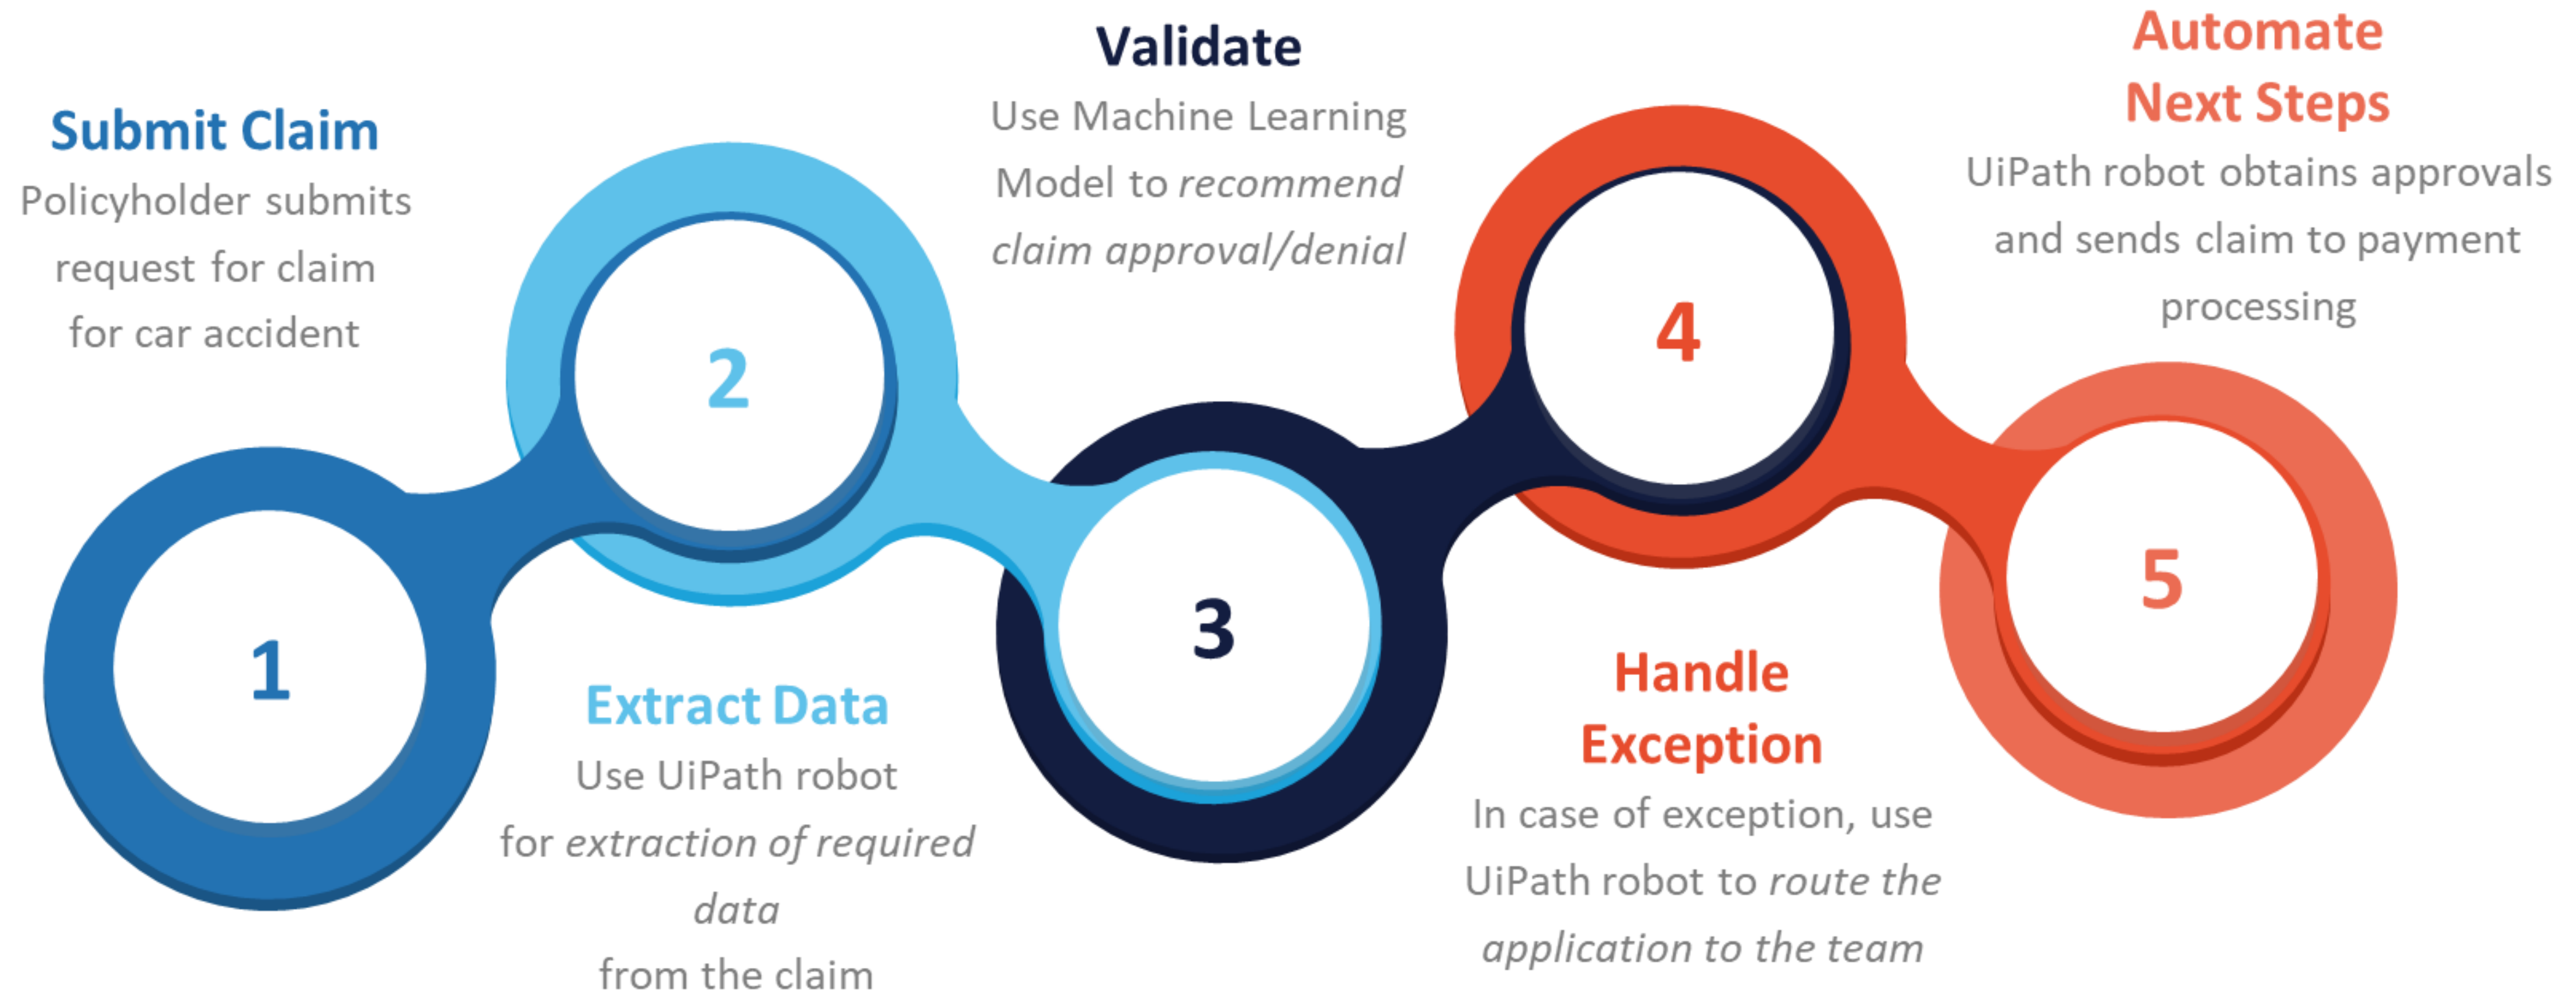 Submit Claim
Policyholder submits
request for claim
for car accident
1
2
Extract Data
Use UiPath robot
for extraction of required
data
from the claim
Validate
Use Machine Learning
Model to recommend
claim approval/denial
3
4
Handle
Exception
In case of exception, use
UiPath robot to route the
application to the team
Automate
Next Steps
UiPath robot obtains approvals
and sends claim to payment
processing
5